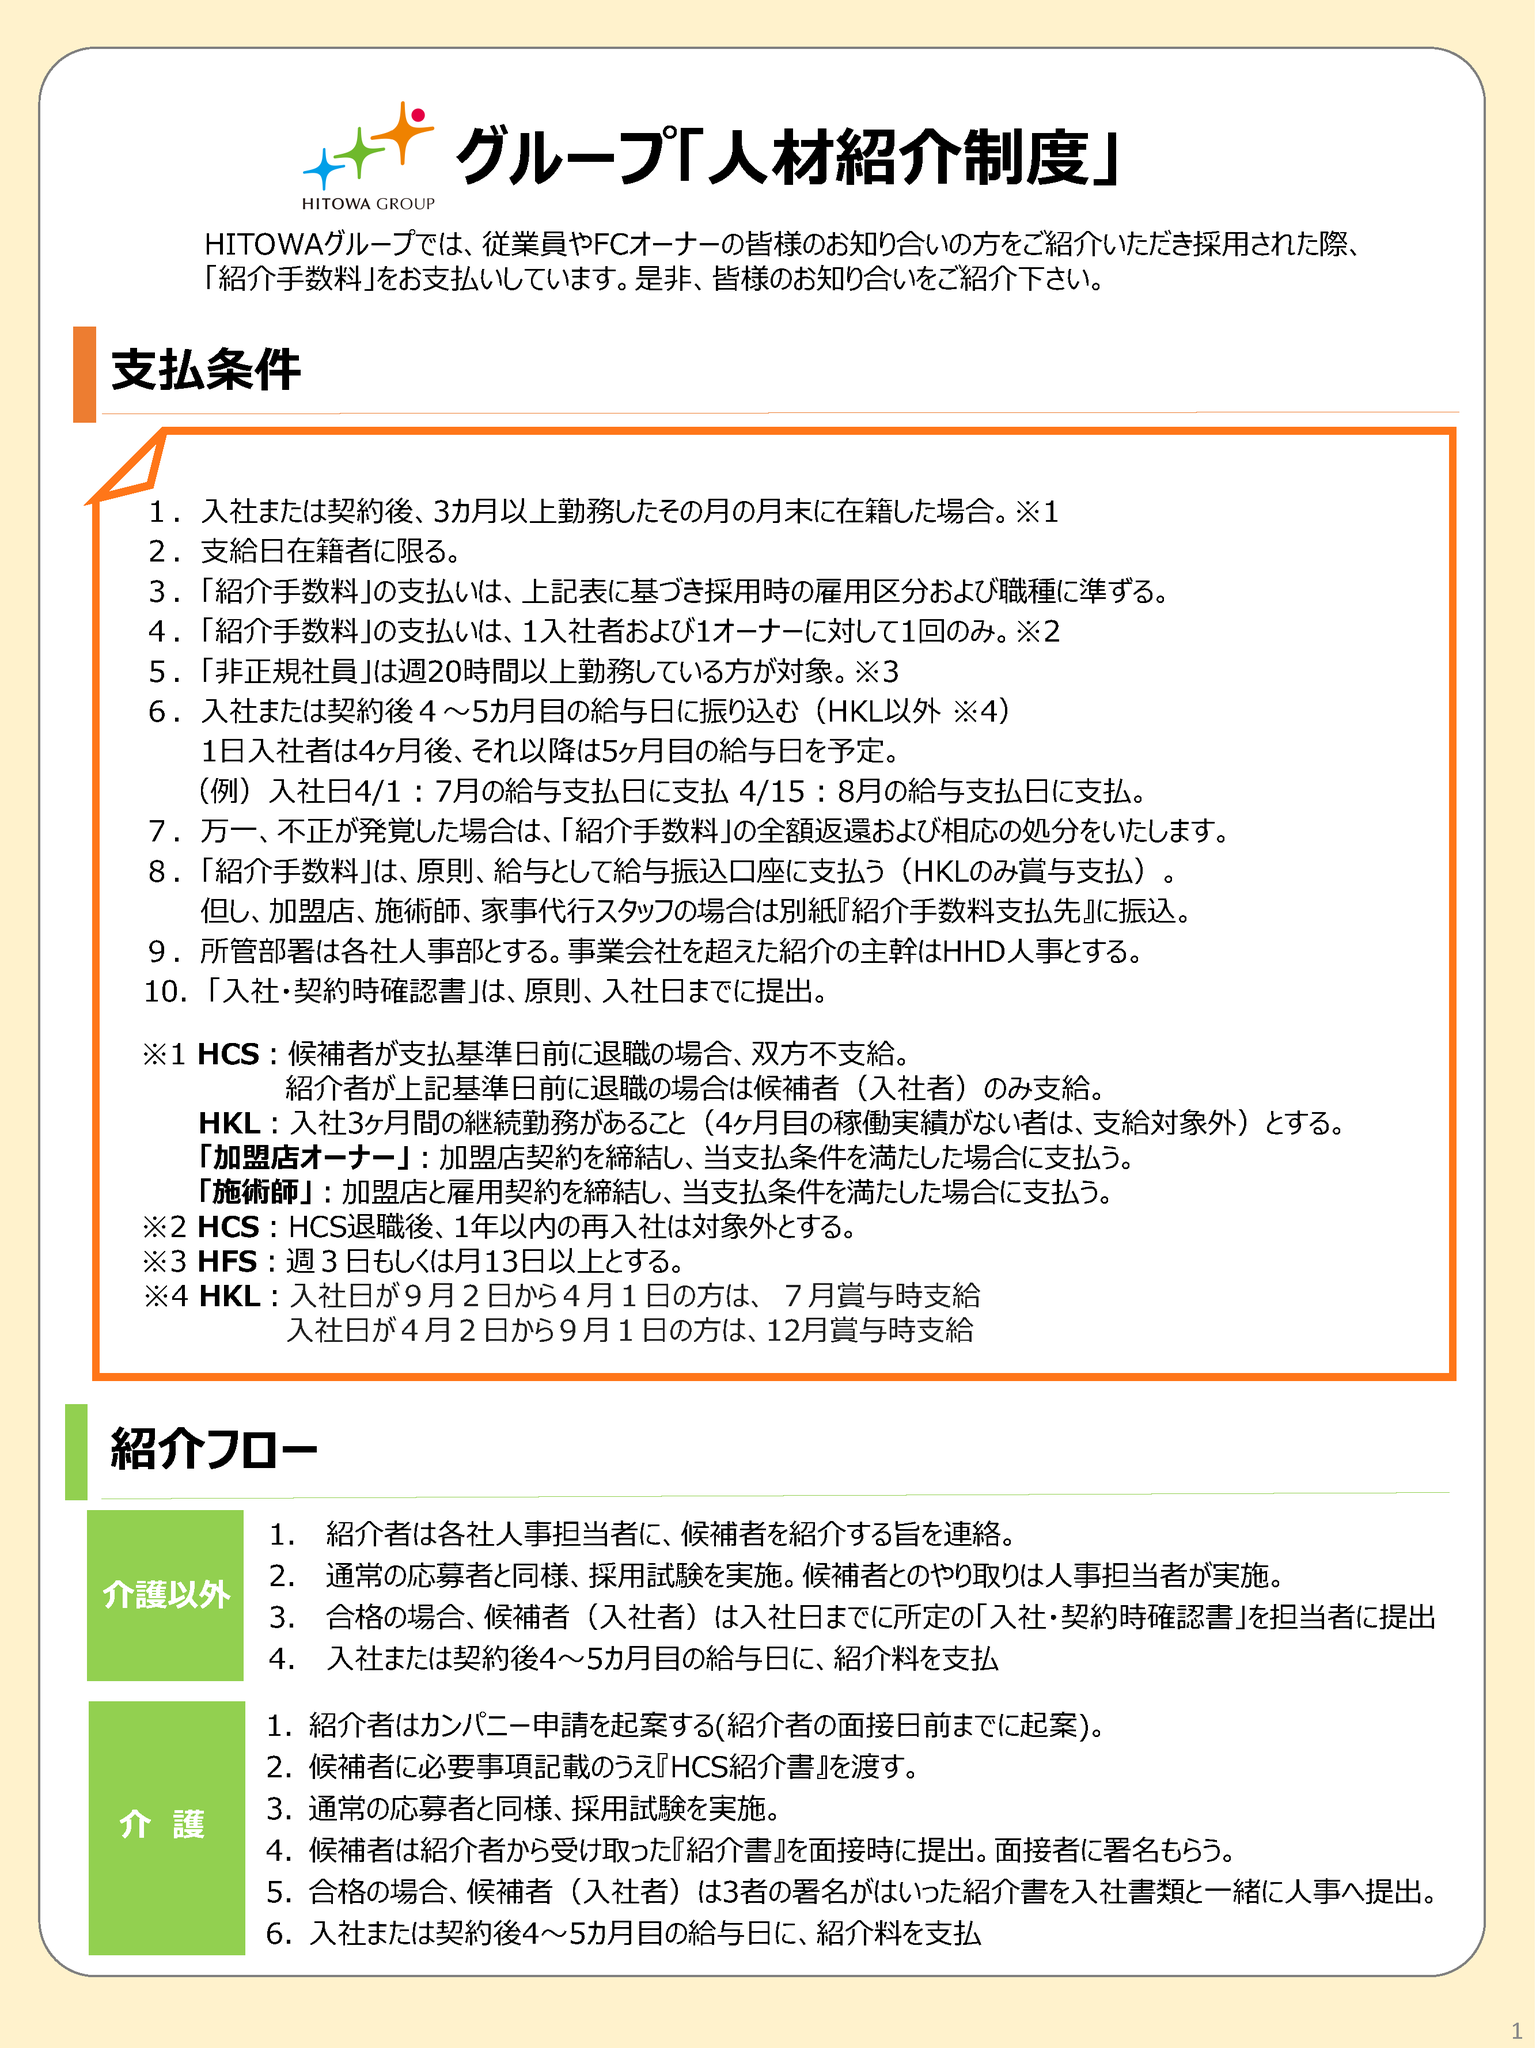 HITOWA GROUP
グループ「人材紹介制度」
HITOWAグループでは、従業員やFCオーナーの皆様のお知り合いの方をご紹介いただき採用された際、
「紹介手数料」をお支払いしています。是非、皆様のお知り合いをご紹介下さい。
支払条件
１．入社または契約後、3カ月以上勤務したその月の月末に在籍した場合。※1
２．支給日在籍者に限る。
３．「紹介手数料」の支払いは、上記表に基づき採用時の雇用区分および職種に準ずる。
４．「紹介手数料」の支払いは、1入社者および1オーナーに対して1回のみ。※2
５．「非正規社員」は週20時間以上勤務している方が対象。※3
６．入社または契約後４～5カ月目の給与日に振り込む（HKL以外 ※4）
1日入社者は4ヶ月後、それ以降は5ヶ月目の給与日を予定。
（例）入社日4/1：7月の給与支払日に支払 4/15：8月の給与支払日に支払。
７．万一、不正が発覚した場合は、「紹介手数料」の全額返還および相応の処分をいたします。
８．「紹介手数料」は、原則、給与として給与振込口座に支払う（HKLのみ賞与支払）。
但し、加盟店、施術師、家事代行スタッフの場合は別紙『紹介手数料支払先』に振込。
９．所管部署は各社人事部とする。事業会社を超えた紹介の主幹はHHD人事とする。
10．「入社・契約時確認書」は、原則、入社日までに提出。
※1 HCS：候補者が支払基準日前に退職の場合、双方不支給。
紹介者が上記基準日前に退職の場合は候補者（入社者）のみ支給。
HKL：入社3ヶ月間の継続勤務があること（4ヶ月目の稼働実績がない者は、支給対象外）とする。
「加盟店オーナー」：加盟店契約を締結し、当支払条件を満たした場合に支払う。
「施術師」：加盟店と雇用契約を締結し、当支払条件を満たした場合に支払う。
※2 HCS：HCS退職後、1年以内の再入社は対象外とする。
※3 HFS：週３日もしくは月13日以上とする。
※4 HKL：入社日が９月２日から４月１日の方は、７月賞与時支給
入社日が４月２日から９月１日の方は、12月賞与時支給
紹介フロー
介護以外
1. 紹介者は各社人事担当者に、候補者を紹介する旨を連絡。
2. 通常の応募者と同様、採用試験を実施。候補者とのやり取りは人事担当者が実施。
3. 合格の場合、候補者（入社者）は入社日までに所定の「入社・契約時確認書」を担当者に提出
4. 入社または契約後4～5カ月目の給与日に、紹介料を支払
介 護
1. 紹介者はカンパニー申請を起案する(紹介者の面接日前までに起案)。
2. 候補者に必要事項記載のうえ『HCS紹介書』を渡す。
3. 通常の応募者と同様、採用試験を実施。
4. 候補者は紹介者から受け取った『紹介書』を面接時に提出。面接者に署名もらう。
5. 合格の場合、候補者（入社者）は3者の署名がはいった紹介書を入社書類と一緒に人事へ提出。
6. 入社または契約後4～5カ月目の給与日に、紹介料を支払
1